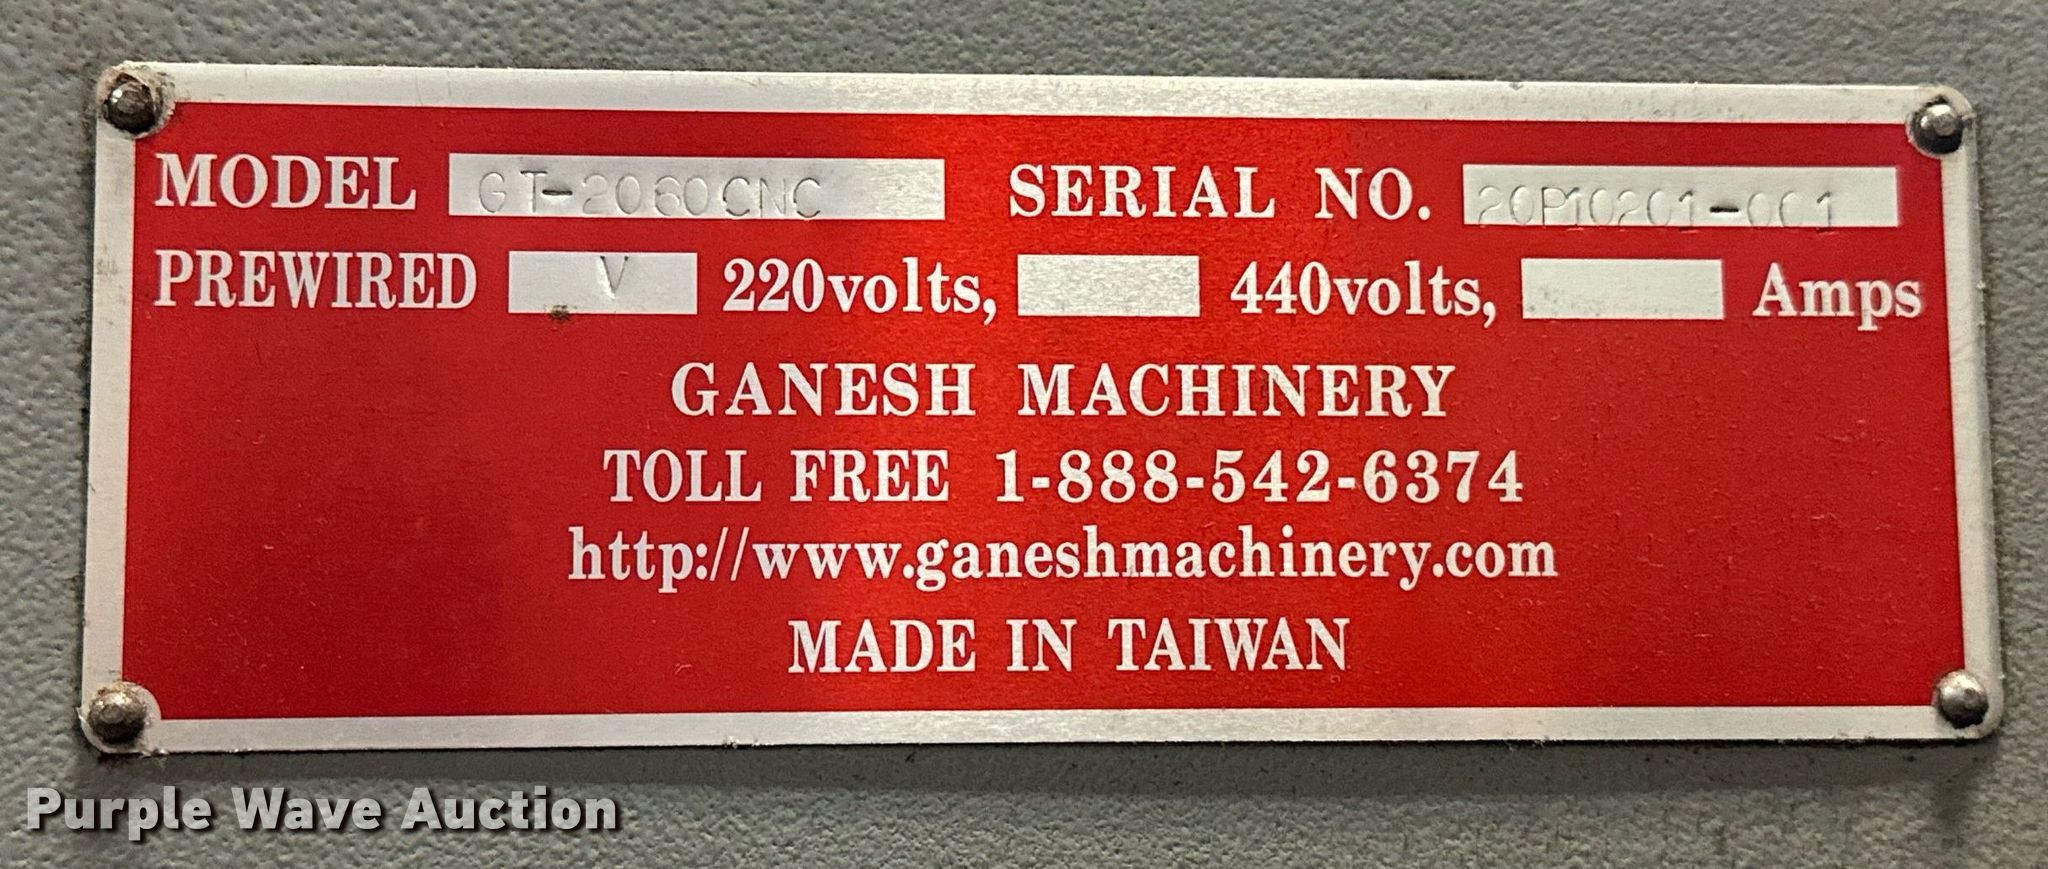 MODEL GT-2060CNC SERIAL NO. 20P10201-001
PREWIRED V 220volts, 440volts, Amps
GANESH MACHINERY
TOLL FREE 1-888-542-6374
http://www.ganeshmachinery.com
MADE IN TAIWAN
Purple Wave Auction